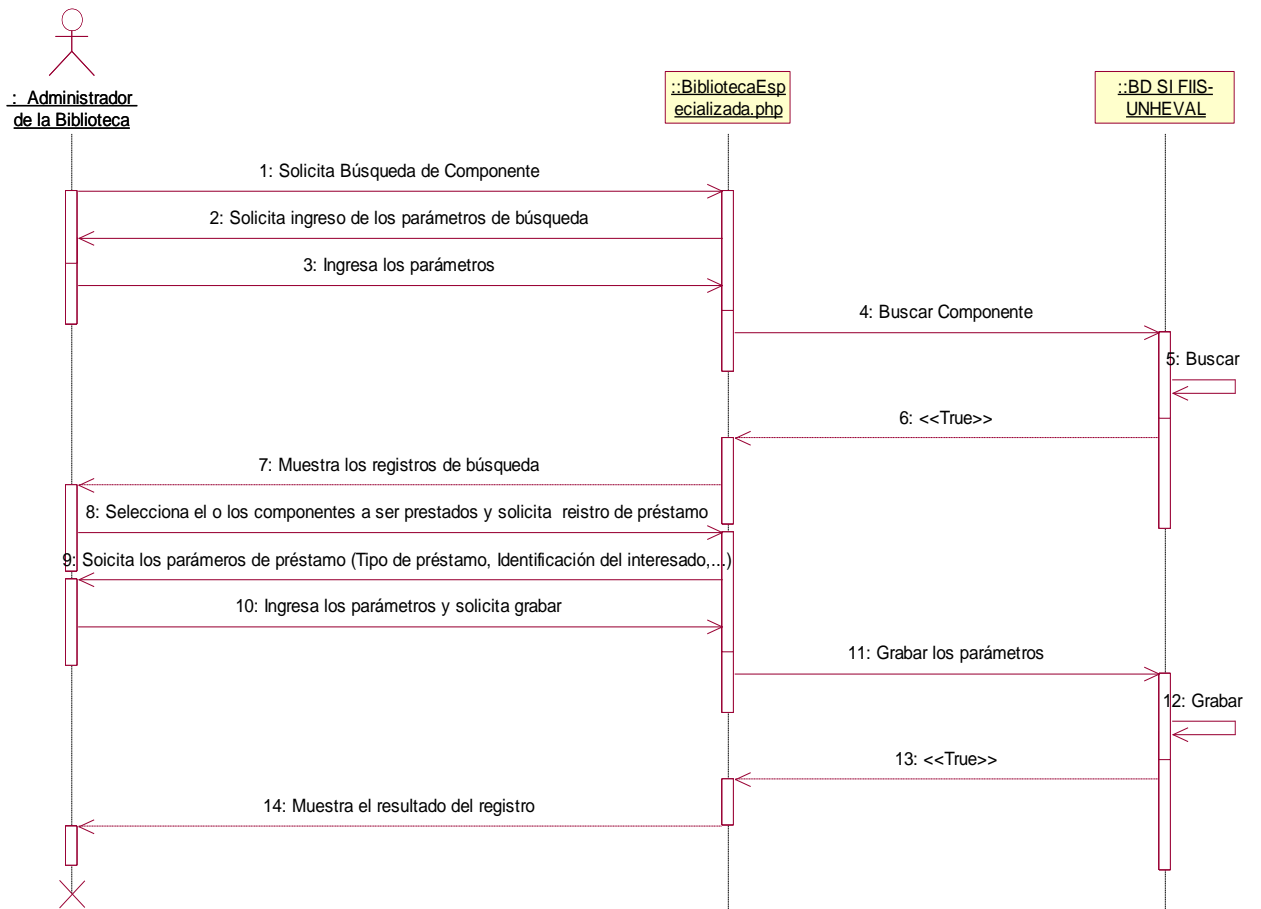 : Administrador
de la Biblioteca
::BibliotecaEsp
ecializada.php
::BD SI FIIS-
UNHEVAL
1: Solicita Búsqueda de Componente
2: Solicita ingreso de los parámetros de búsqueda
3: Ingresa los parámetros
4: Buscar Componente
5: Buscar
6: <<True>>
7: Muestra los registros de búsqueda
8: Selecciona el o los componentes a ser prestados y solicita reistro de préstamo
9: Soicita los parámeros de préstamo (Tipo de préstamo, Identificación del interesado,...)
10: Ingresa los parámetros y solicita grabar
11: Grabar los parámetros
12: Grabar
13: <<True>>
14: Muestra el resultado del registro